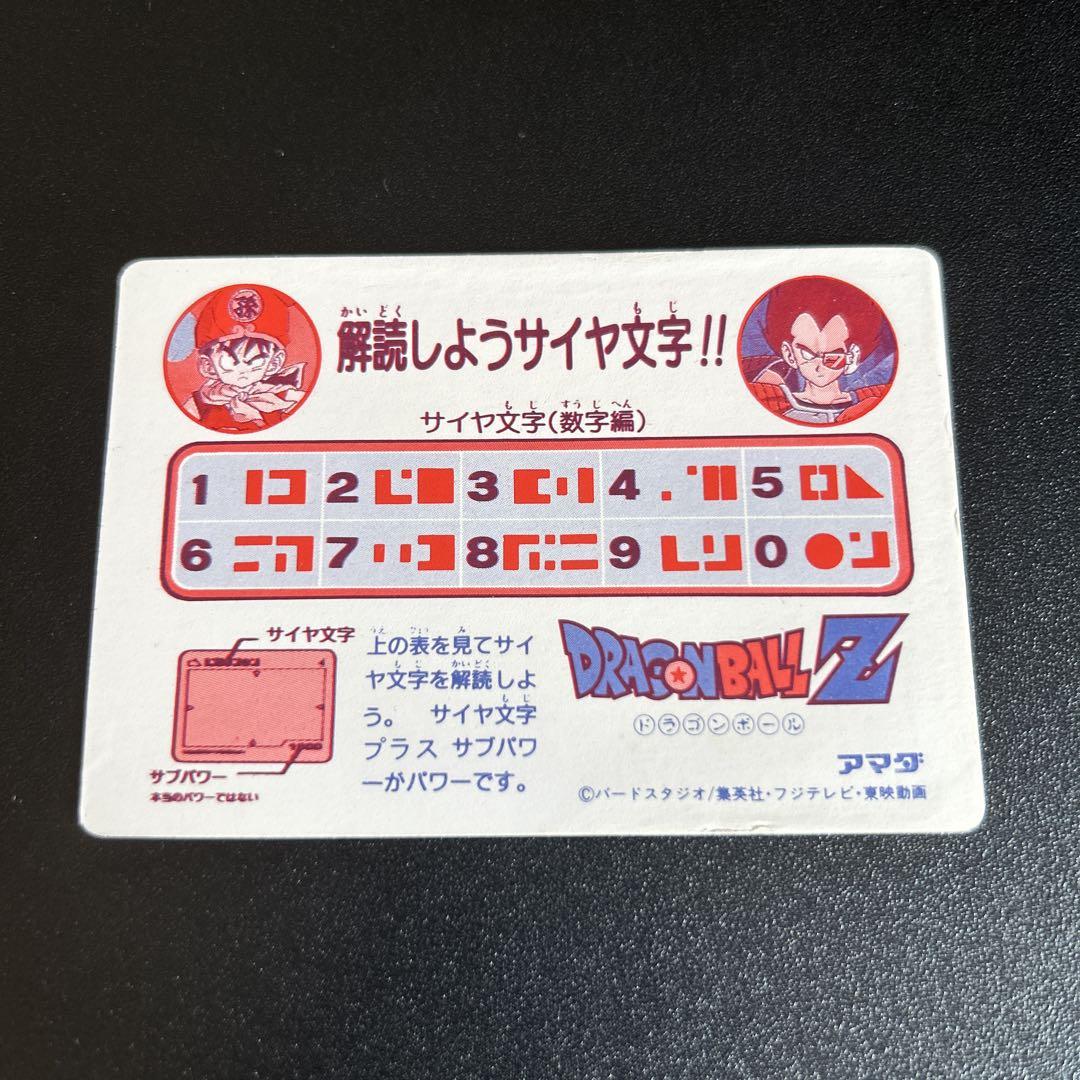 孫
かいどく もじ
解読しようサイヤ文字!!
もじ すうじへん
サイヤ文字(数字編)
1 2 3 4 5
6 7 8 9 0
サイヤ文字
うえ ひょう み
上の表を見てサイ
もじ かいどく
ヤ文字を解読しよ
もじ
う。 サイヤ文字
プラス サブパワ
ーがパワーです。
サブパワー
本当のパワーではない
DRAGON BALL Z
ドラゴンボール
アマダ
©バードスタジオ/集英社・フジテレビ・東映動画